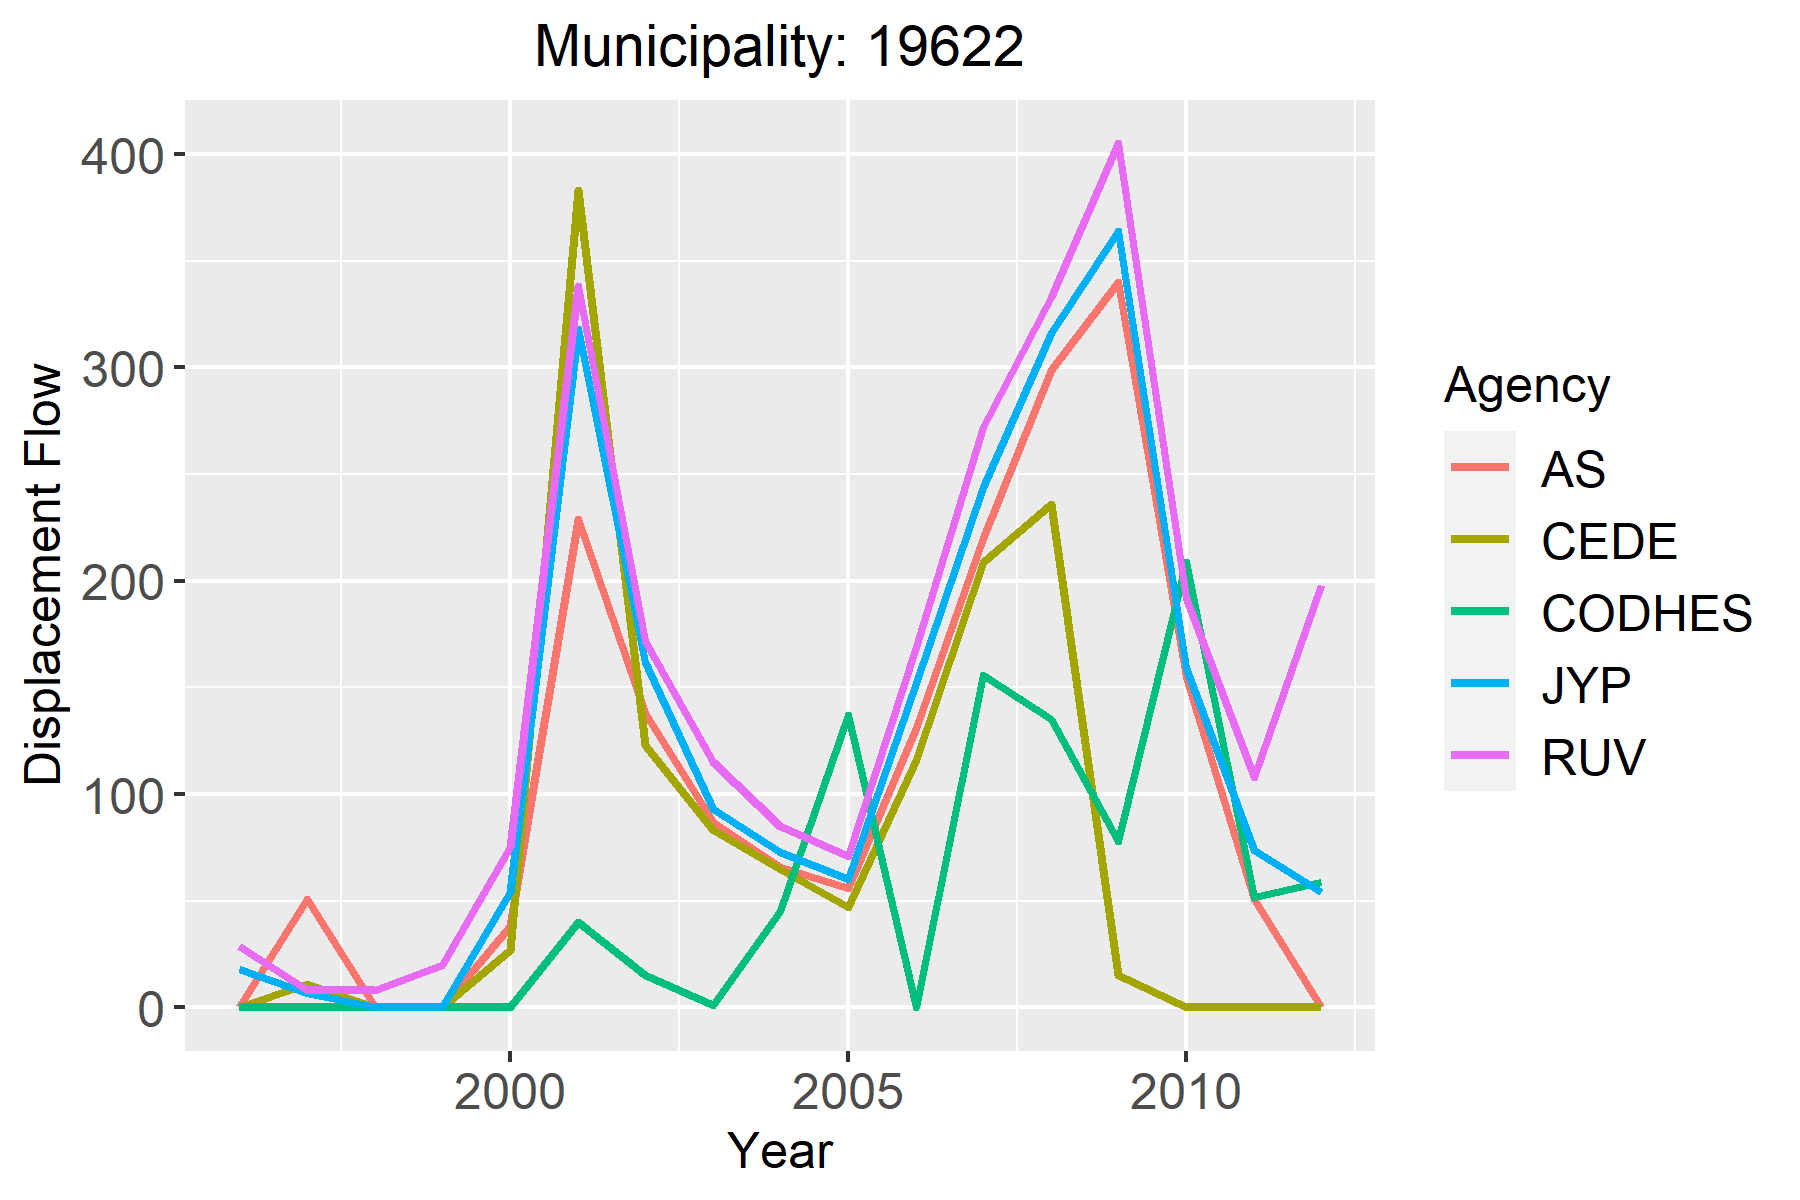 Municipality: 19622
400
300
200
100
0
Displacement Flow
2000 2005 2010
Year
Agency
AS
CEDE
CODHES
JYP
RUV